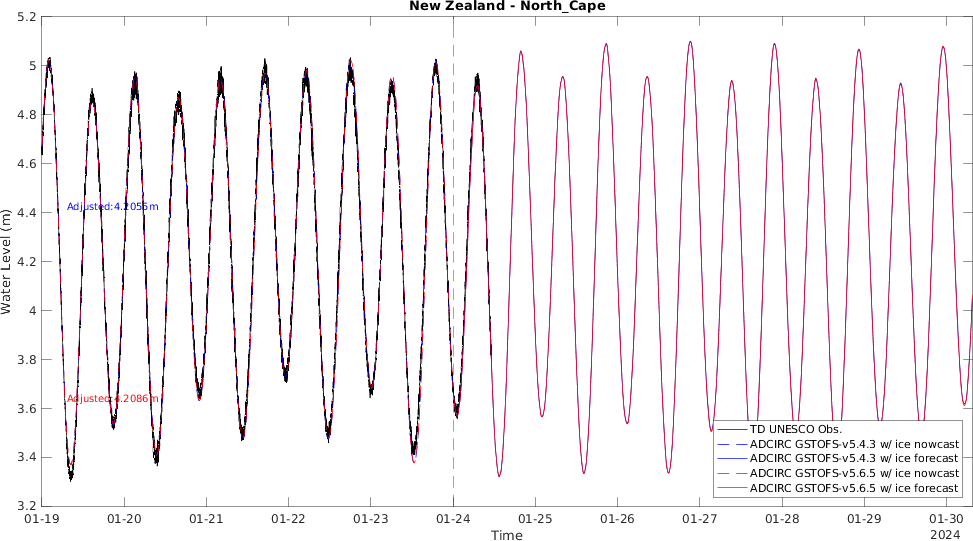 New Zealand - North_Cape
5.2
5
4.8
4.6
4.4
4.2
4
3.8
3.6
3.4
3.2
Water Level (m)
Adjusted:4.2055m
Adjusted:4.2086m
TD UNESCO Obs.
ADCIRC GSTOFS-v5.4.3 w/ ice nowcast
ADCIRC GSTOFS-v5.4.3 w/ ice forecast
ADCIRC GSTOFS-v5.6.5 w/ ice nowcast
ADCIRC GSTOFS-v5.6.5 w/ ice forecast
01-19 01-20 01-21 01-22 01-23 01-24 01-25 01-26 01-27 01-28 01-29 01-30
Time
2024